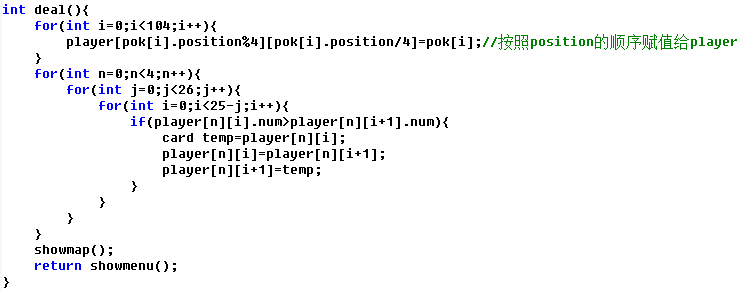 int deal(){
    for(int i=0;i<104;i++){
        player[pok[i].position%4][pok[i].position/4]=pok[i];//按照position的顺序赋值给player
    }
    for(int n=0;n<4;n++){
        for(int j=0;j<26;j++){
            for(int i=0;i<25-j;i++){
                if(player[n][i].num>player[n][i+1].num){
                    card temp=player[n][i];
                    player[n][i]=player[n][i+1];
                    player[n][i+1]=temp;
                }
            }
        }
    }
    showmap();
    return showmenu();
}